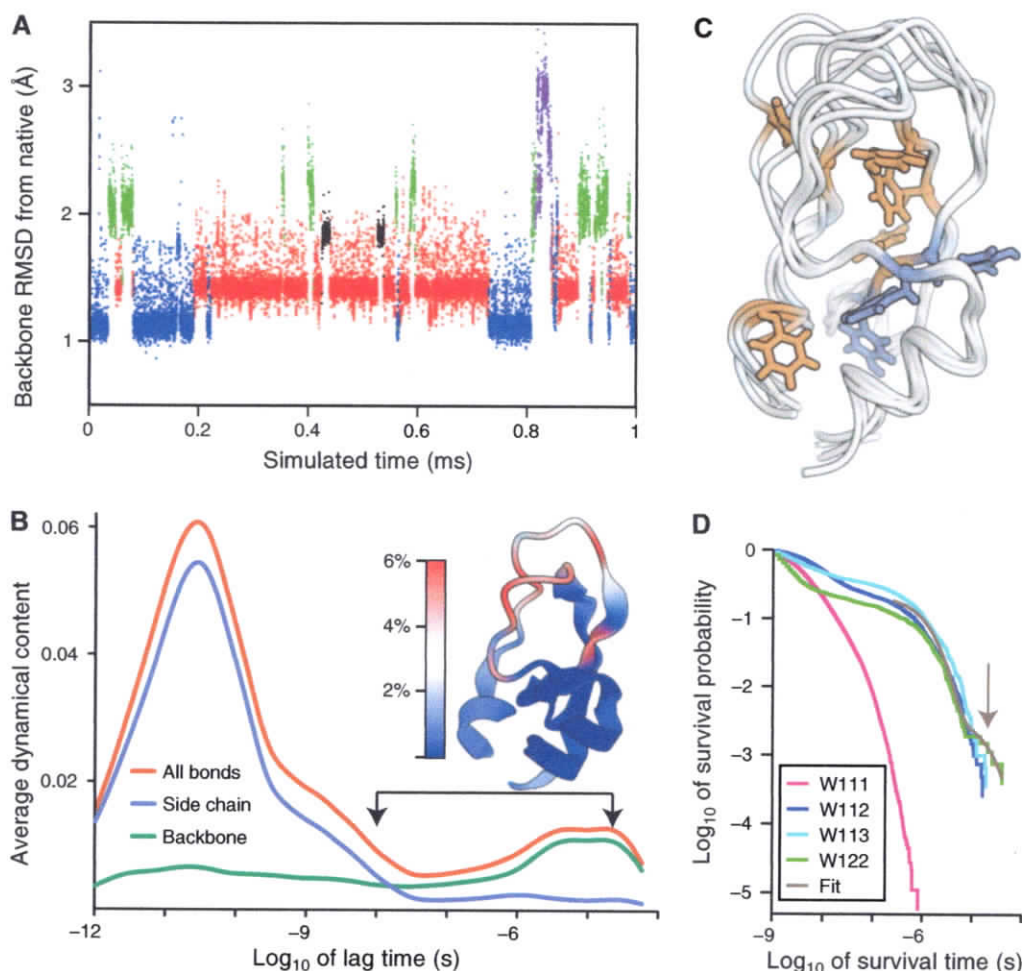 A
Backbone RMSD from native (Å)
3
2
1
0
0.2
0.4
0.6
0.8
1
Simulated time (ms)
C
B
Average dynamical content
0.06
0.04
0.02
All bonds
Side chain
Backbone
6%
4%
2%
−12
−9
−6
Log10 of lag time (s)
D
Log10 of survival probability
0
−1
−2
−3
−4
−5
W111
W112
W113
W122
Fit
−9
−6
Log10 of survival time (s)